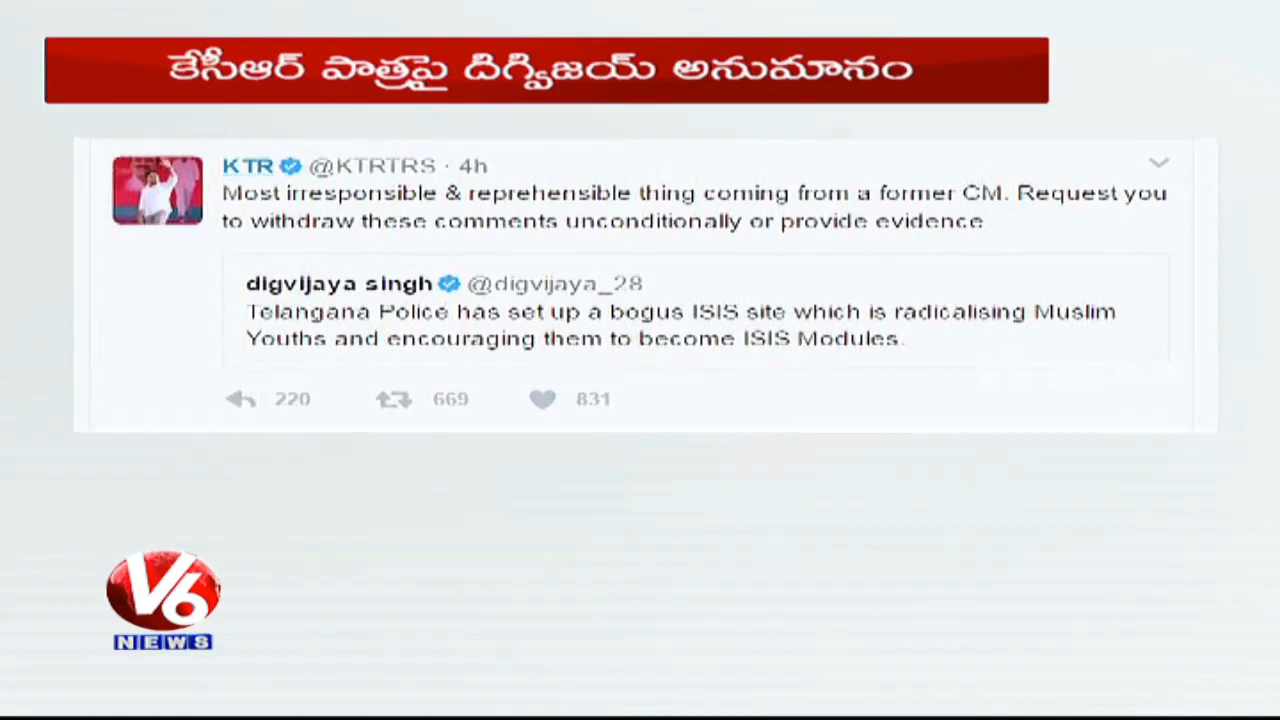 కేసీఆర్ పాత్రపై దిగ్విజయ్ అనుమానం
KTR @KTRTRS · 4h
Most irresponsible & reprehensible thing coming from a former CM. Request you
to withdraw these comments unconditionally or provide evidence
digvijaya singh @digvijaya_28
Telangana Police has set up a bogus ISIS site which is radicalising Muslim
Youths and encouraging them to become ISIS Modules.
220 669 831
V6
NEWS